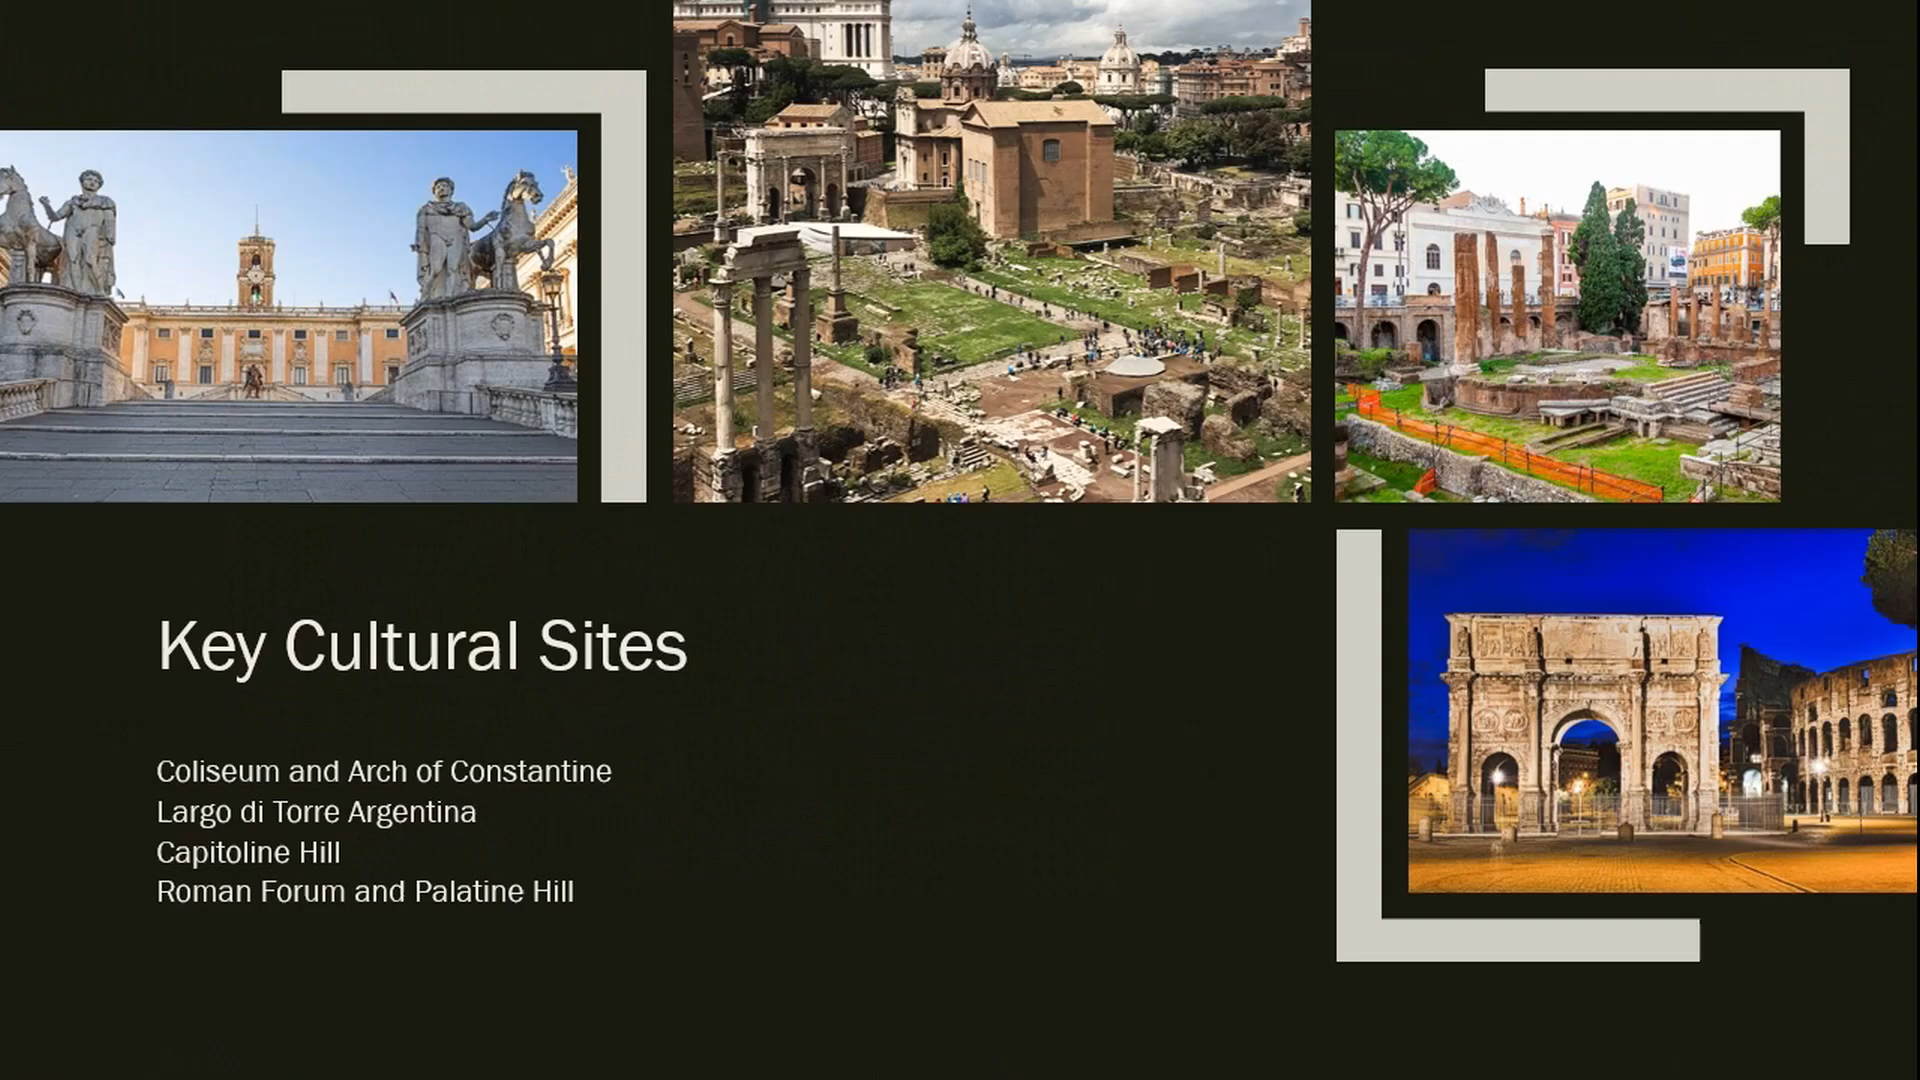 Key Cultural Sites
Coliseum and Arch of Constantine
Largo di Torre Argentina
Capitoline Hill
Roman Forum and Palatine Hill